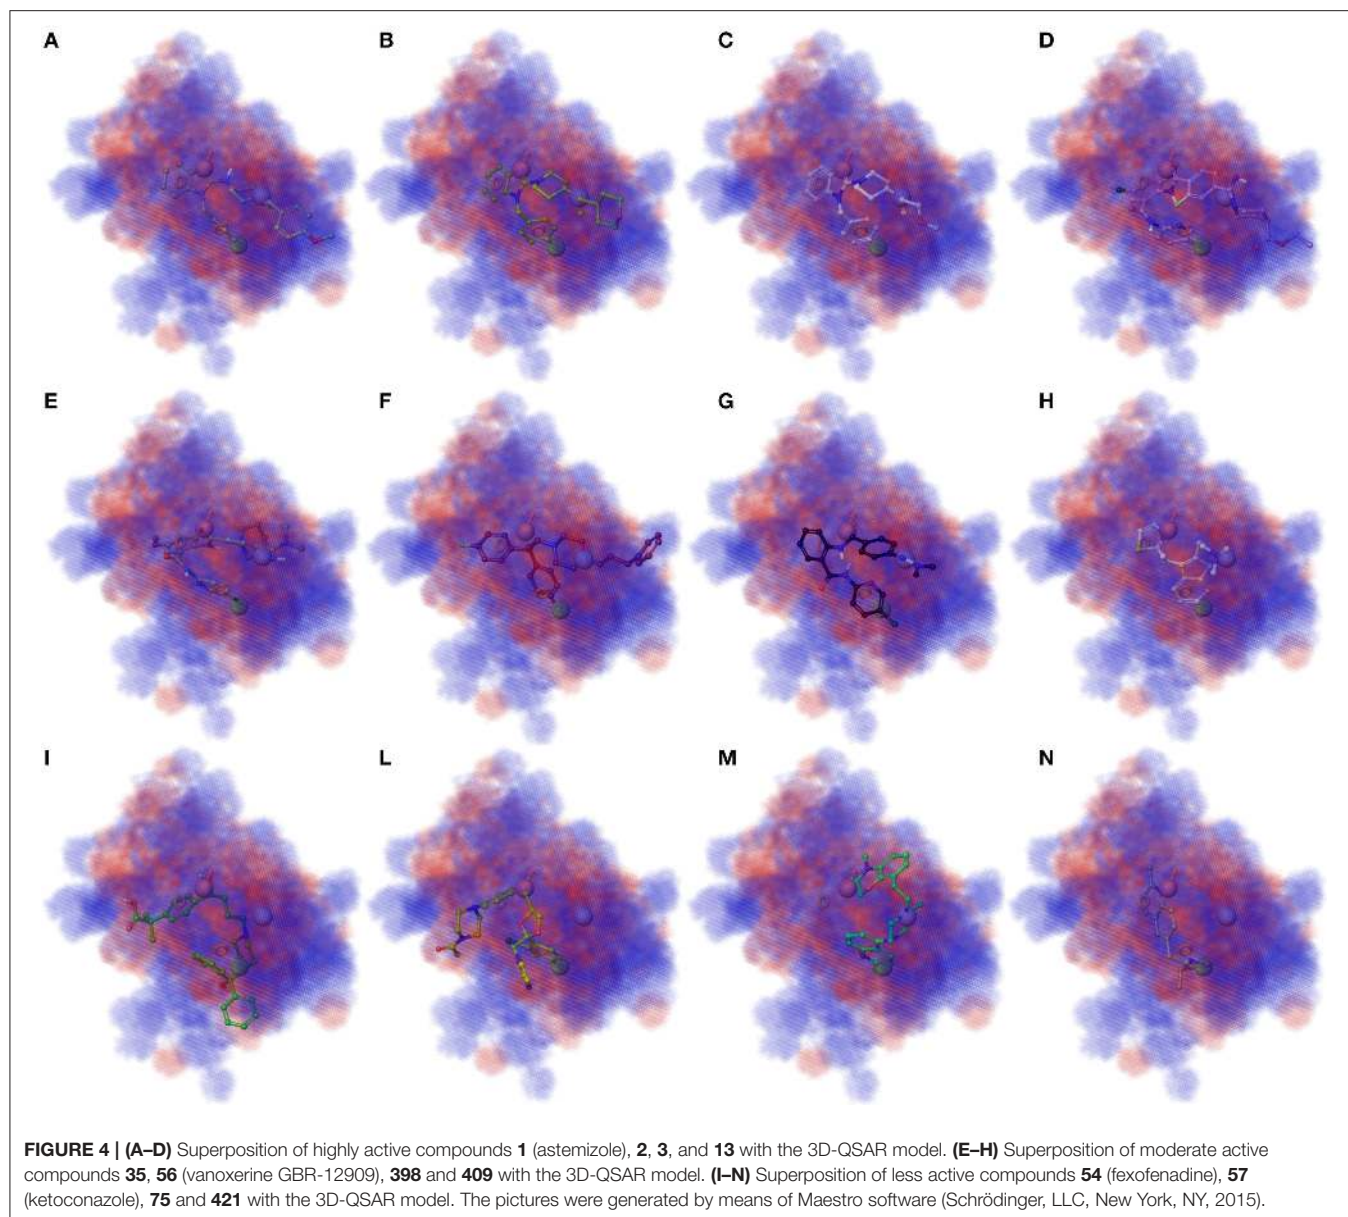 A B C D
E F G H
I L M N
FIGURE 4 | (A–D) Superposition of highly active compounds 1 (astemizole), 2, 3, and 13 with the 3D-QSAR model. (E–H) Superposition of moderate active
compounds 35, 56 (vanoxerine GBR-12909), 398 and 409 with the 3D-QSAR model. (I–N) Superposition of less active compounds 54 (fexofenadine), 57
(ketoconazole), 75 and 421 with the 3D-QSAR model. The pictures were generated by means of Maestro software (Schrödinger, LLC, New York, NY, 2015).